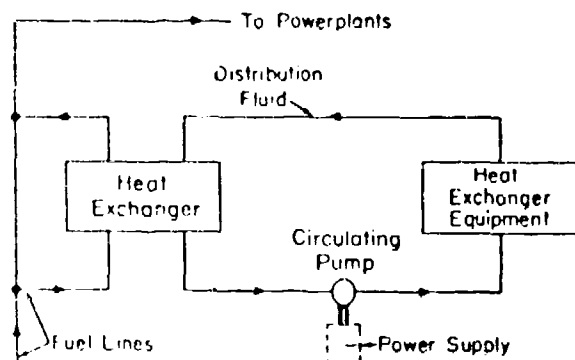 To Powerplants
Distribution
Fluid
Heat
Exchanger
Heat
Exchanger
Equipment
Circulating
Pump
Fuel Lines
Power Supply